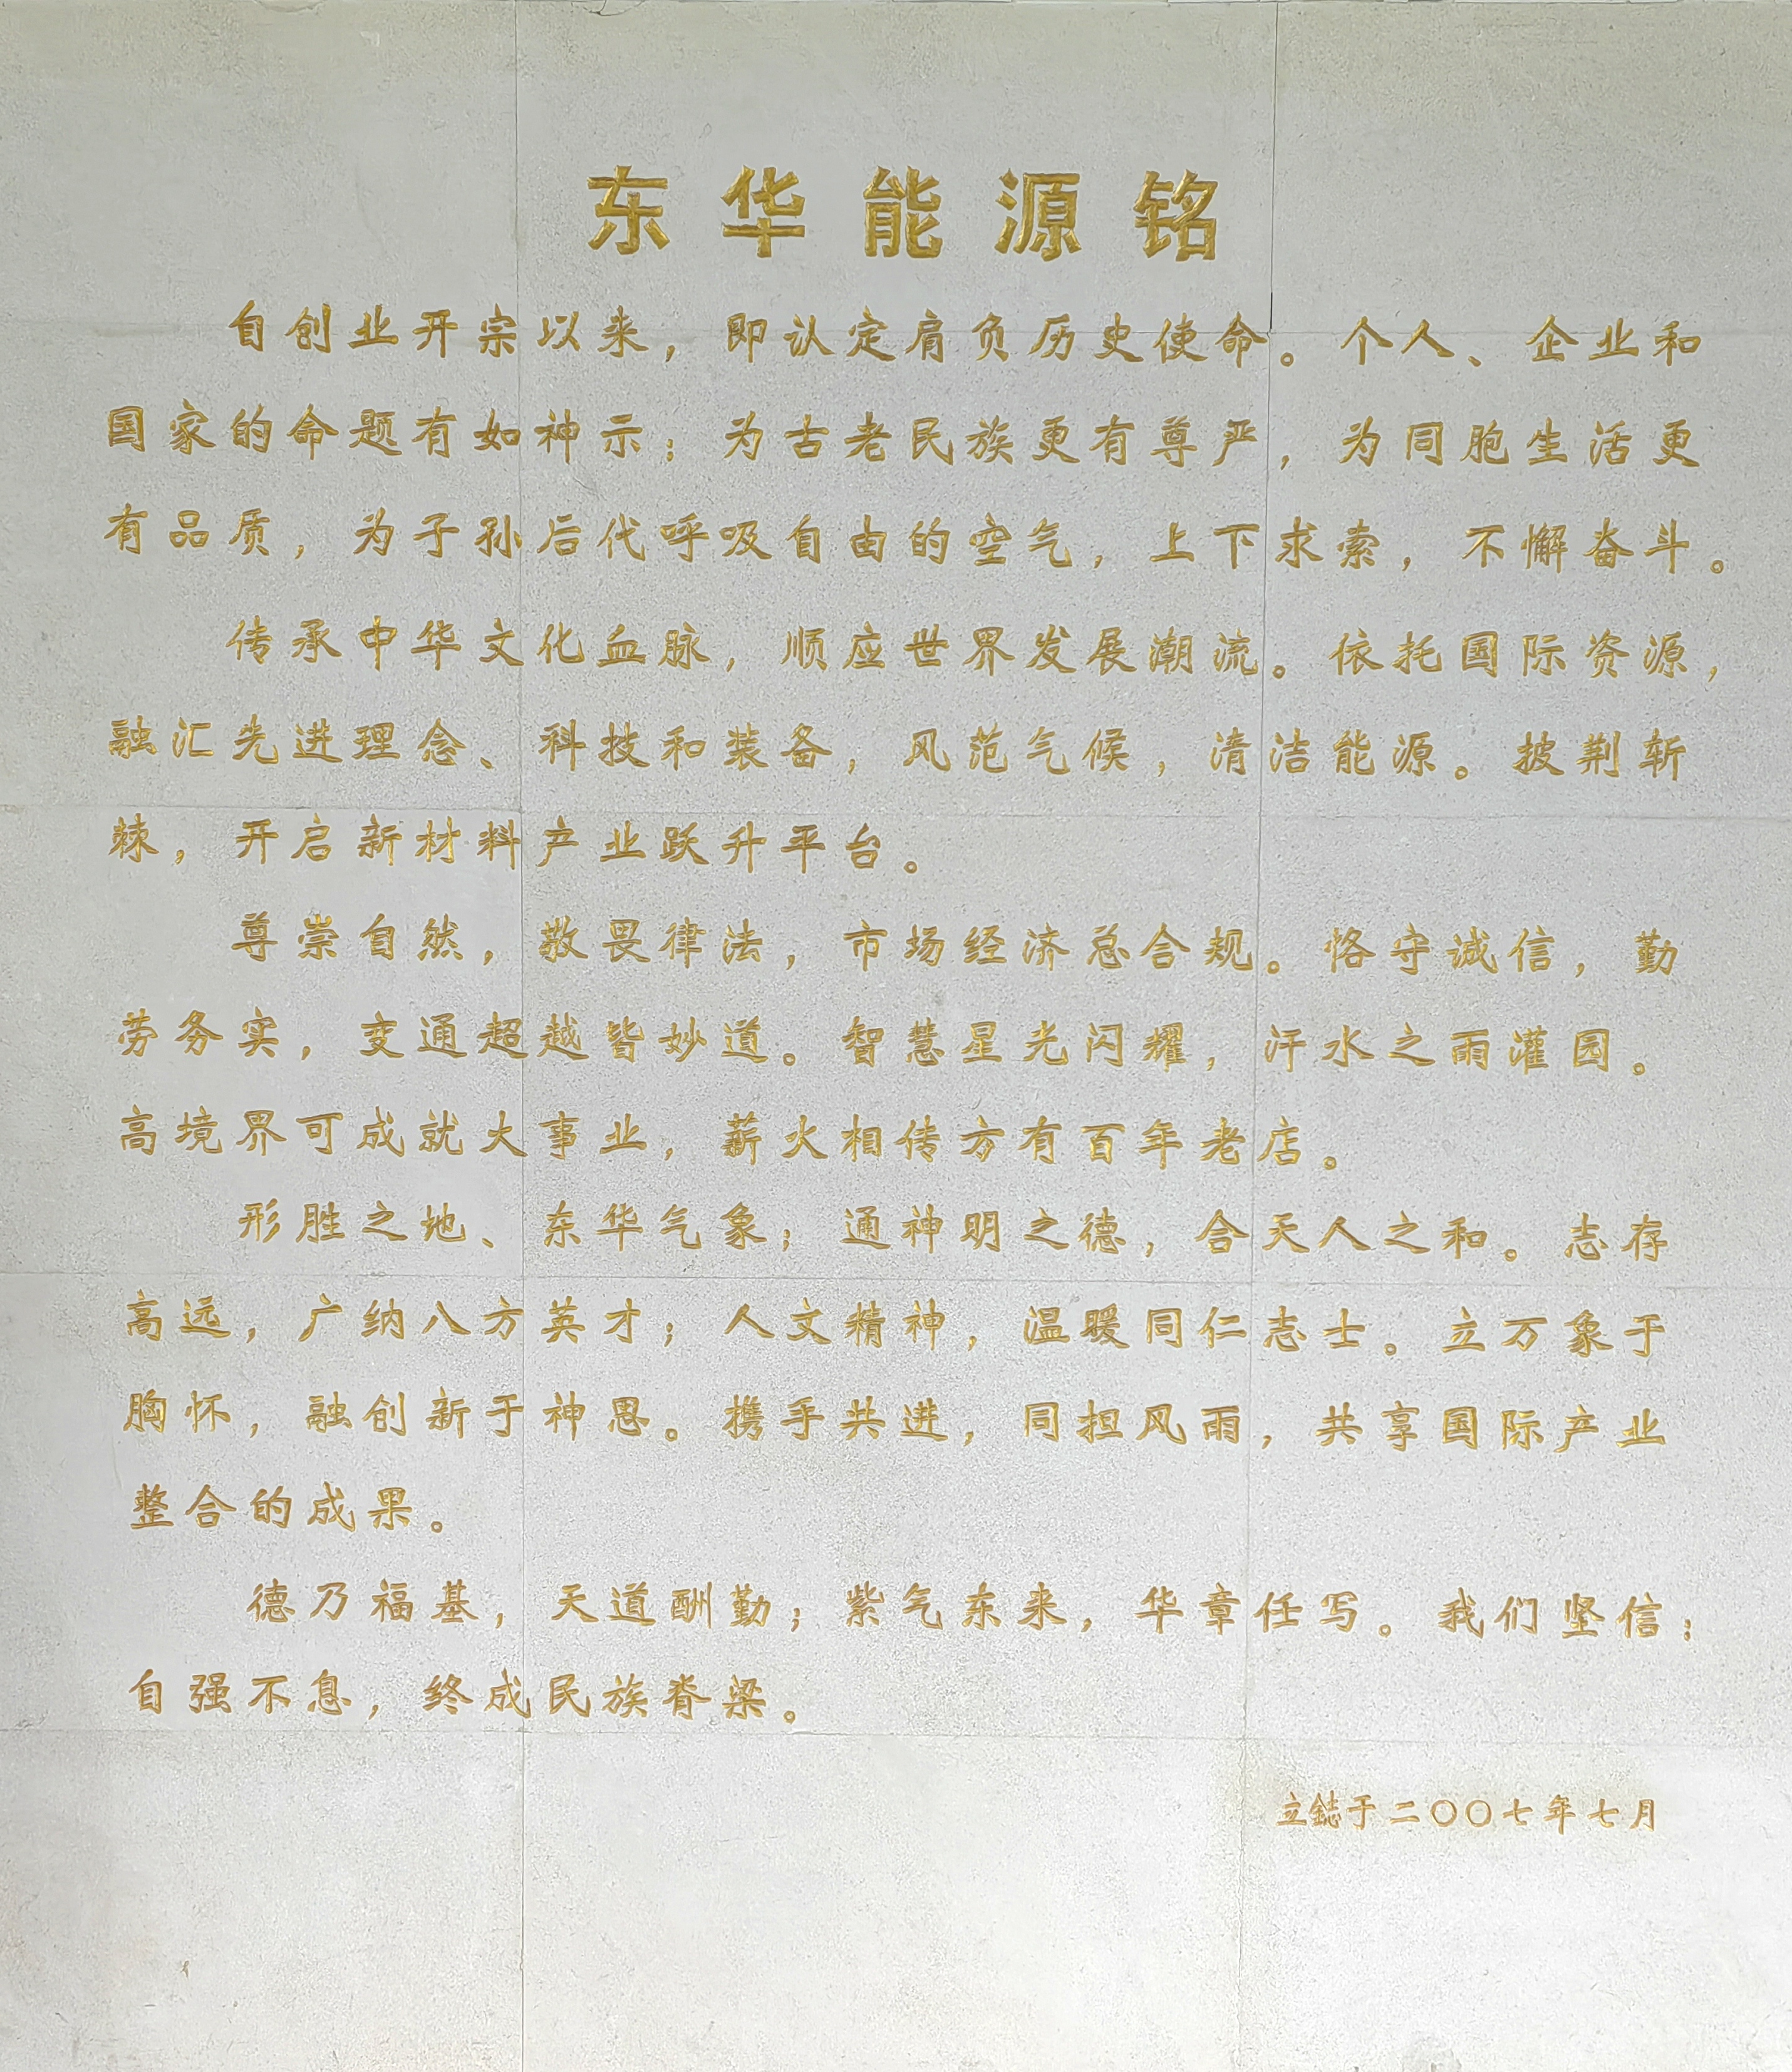 东华能源铭
自创业开宗以来，即认定肩负历史使命。个人、企业和
国家的命题有如神示：为古老民族更有尊严，为同胞生活更
有品质，为子孙后代呼吸自由的空气，上下求索，不懈奋斗。
传承中华文化血脉，顺应世界发展潮流。依托国际资源，
融汇先进理念、科技和装备，风范气候，清洁能源。披荆斩
棘，开启新材料产业跃升平台。
尊崇自然，敬畏律法，市场经济总合规。恪守诚信，勤
劳务实，变通超越皆妙道。智慧星光闪耀，汗水之雨灌园。
高境界可成就大事业，薪火相传方有百年老店。
形胜之地、东华气象；通神明之德，合天人之和。志存
高远，广纳八方英才；人文精神，温暖同仁志士。立万象于
胸怀，融创新于神思。携手共进，同担风雨，共享国际产业
整合的成果。
德乃福基，天道酬勤；紫气东来，华章任写。我们坚信：
自强不息，终成民族脊梁。
立鋕于二〇〇七年七月